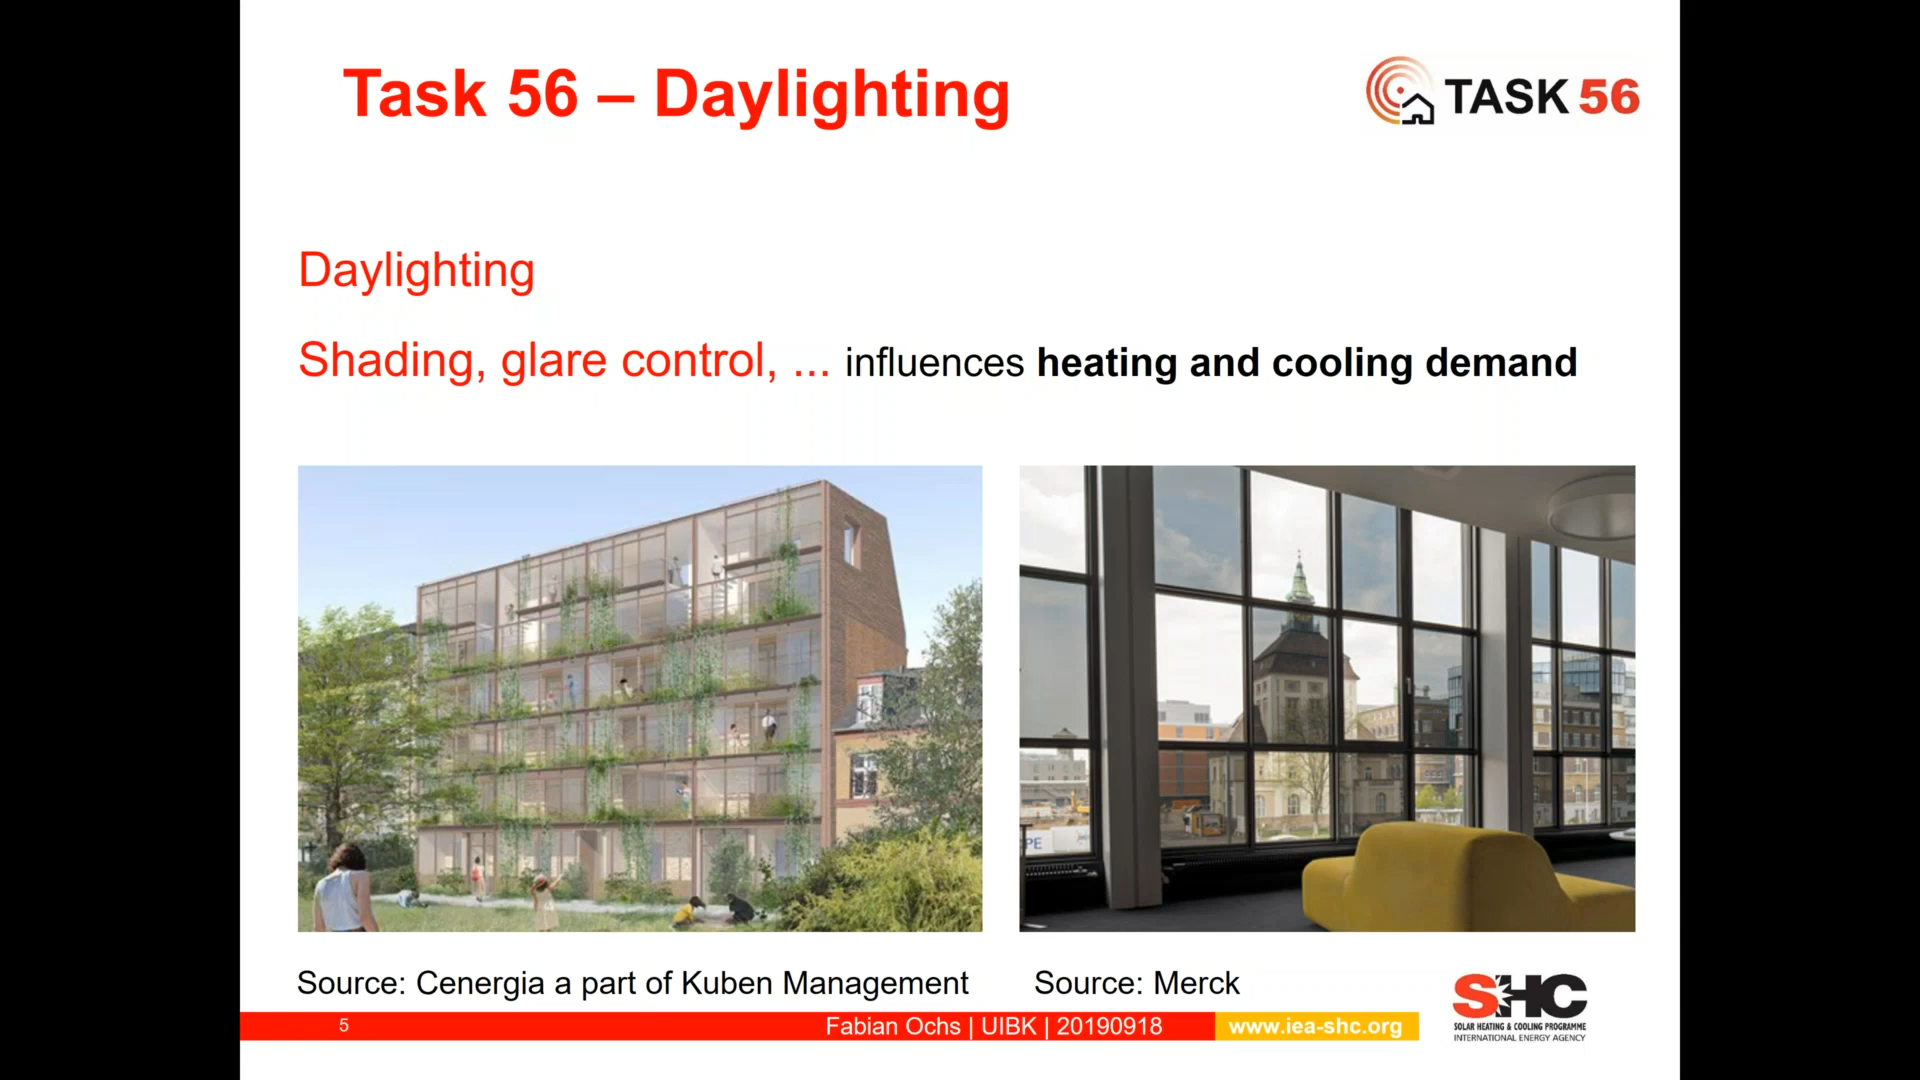 Task 56 – Daylighting
TASK 56
Daylighting
Shading, glare control, ... influences heating and cooling demand
PE
Source: Cenergia a part of Kuben Management
Source: Merck
5
Fabian Ochs | UIBK | 20190918
www.iea-shc.org
SHC
SOLAR HEATING & COOLING PROGRAMME
INTERNATIONAL ENERGY AGENCY